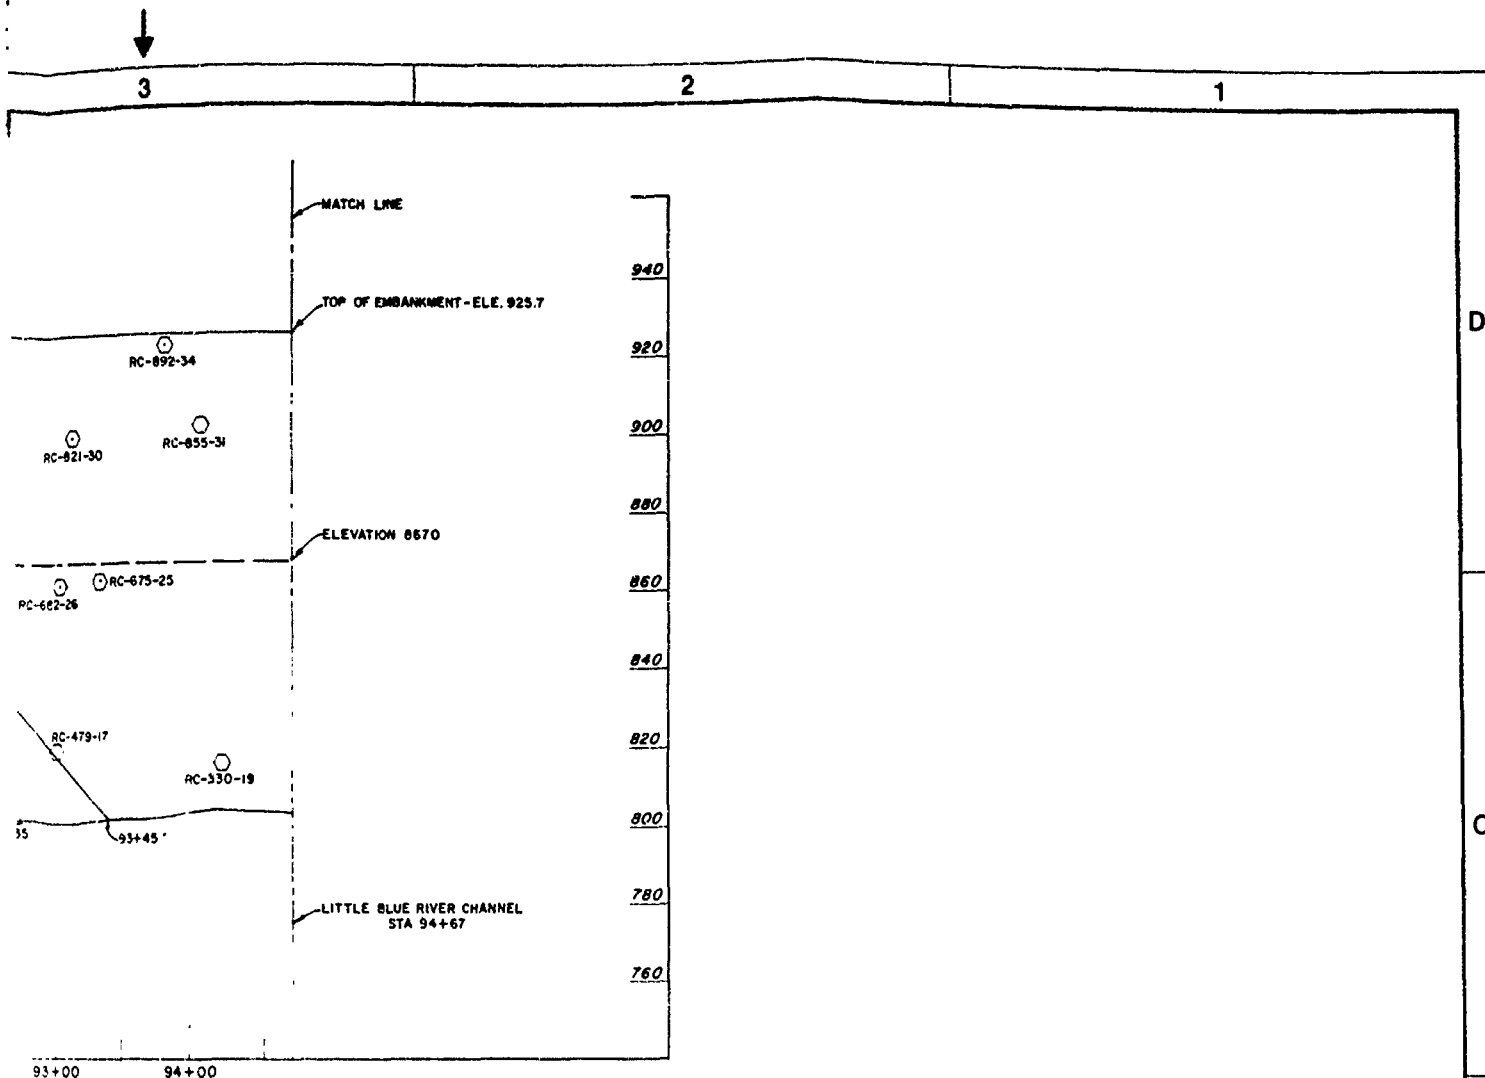 3 2 1
MATCH LINE
940
TOP OF EMBANKMENT-ELE. 925.7
D
920
RC-892-34
900
RC-855-31
RC-821-30
880
ELEVATION 8670
860
RC-675-25
RC-682-26
840
RC-479-17
820
RC-330-19
800
35
93+45
C
780
LITTLE BLUE RIVER CHANNEL
STA 94+67
760
93+00 94+00